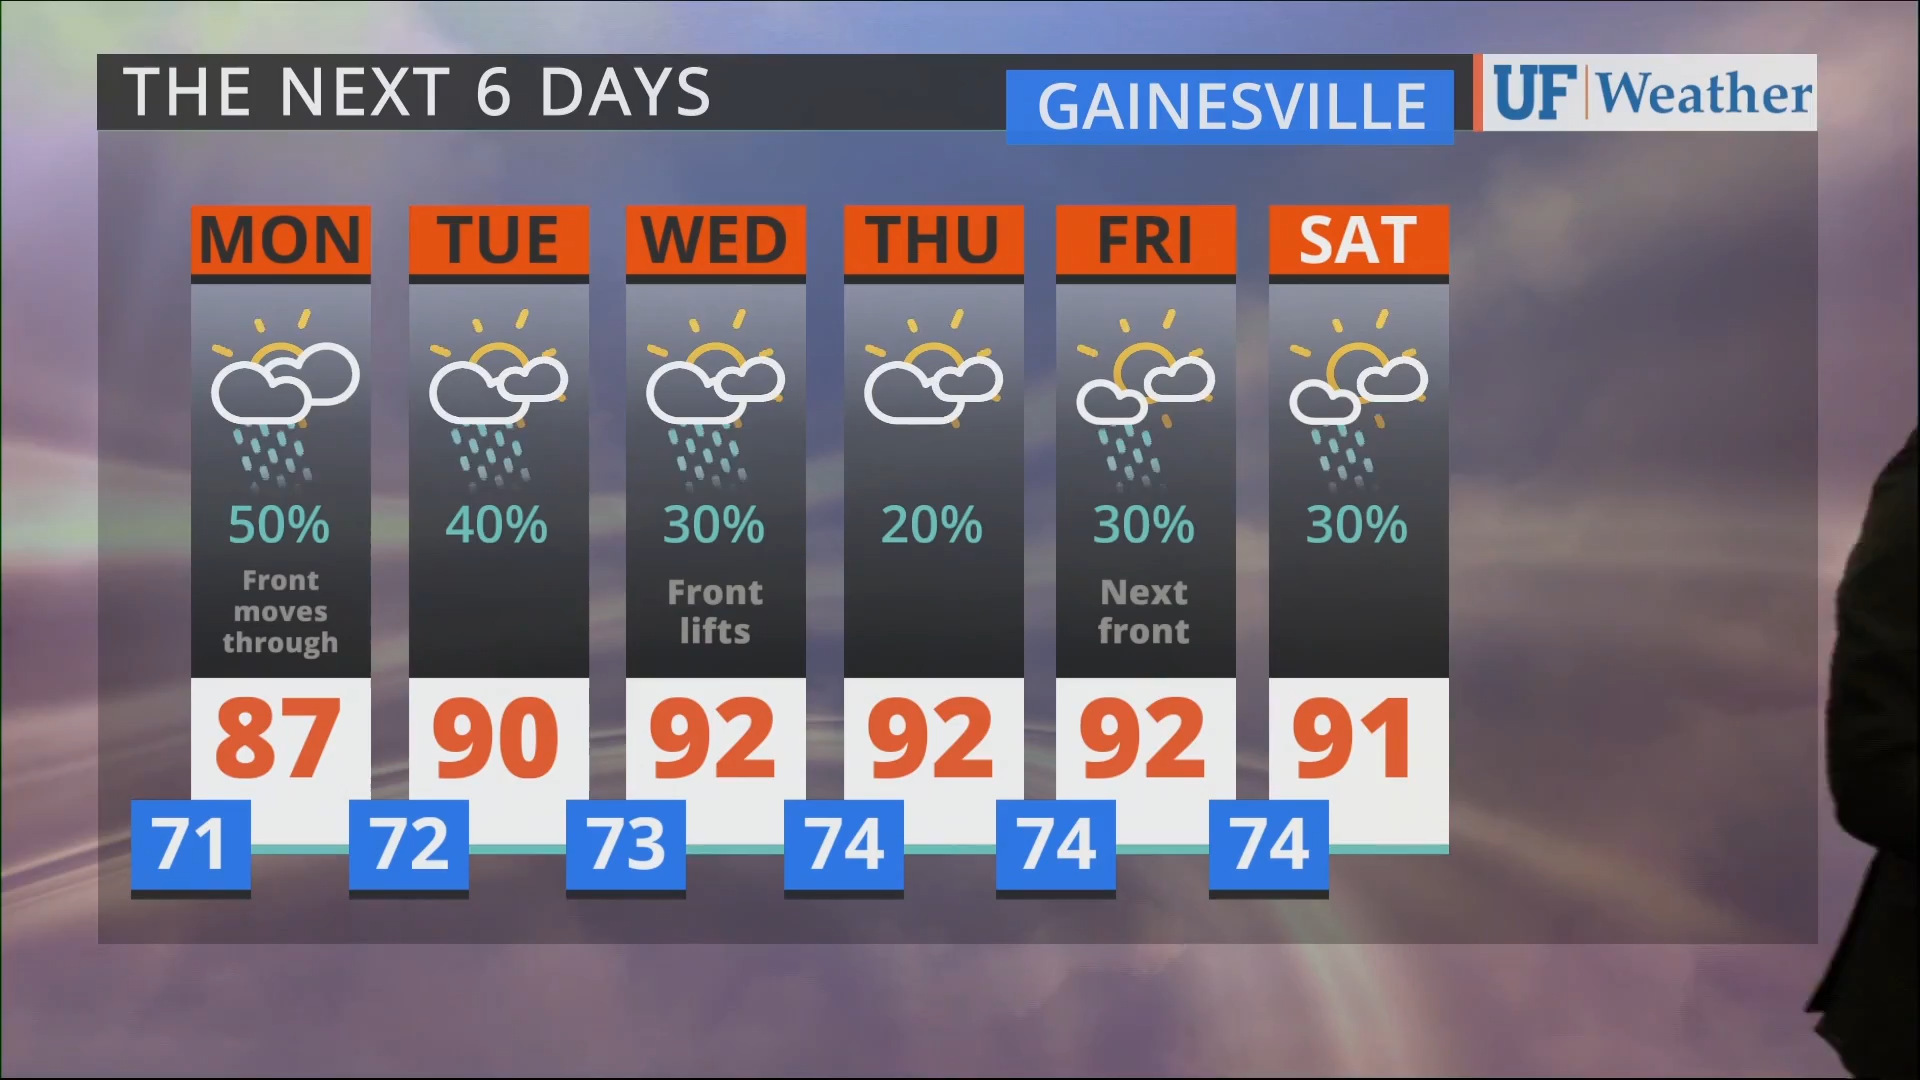 THE NEXT 6 DAYS
GAINESVILLE
UF Weather
MON TUE WED THU FRI SAT
50% 40% 30% 20% 30% 30%
Front moves through
Front lifts
Next front
87 90 92 92 92 91
71 72 73 74 74 74